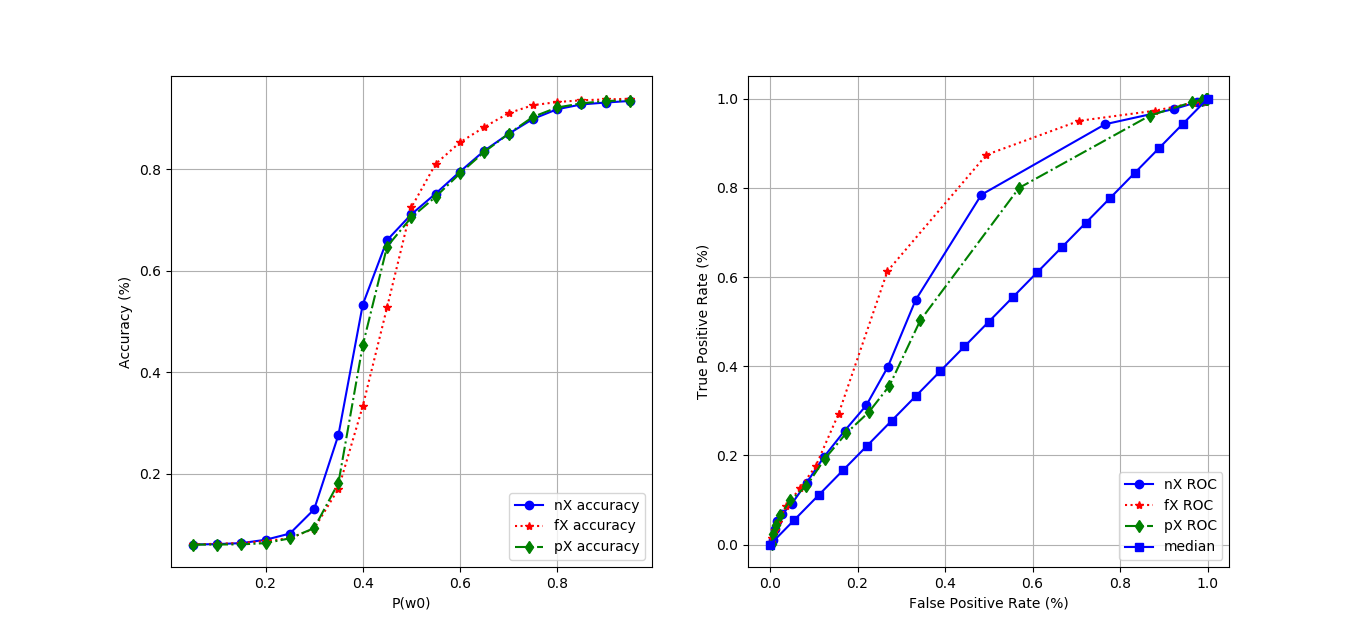 0.8
0.6
0.4
0.2
Accuracy (%)
0.2 0.4 0.6 0.8
P(w0)
nX accuracy
fX accuracy
pX accuracy
1.0
0.8
0.6
0.4
0.2
0.0
True Positive Rate (%)
0.0 0.2 0.4 0.6 0.8 1.0
False Positive Rate (%)
nX ROC
fX ROC
pX ROC
median